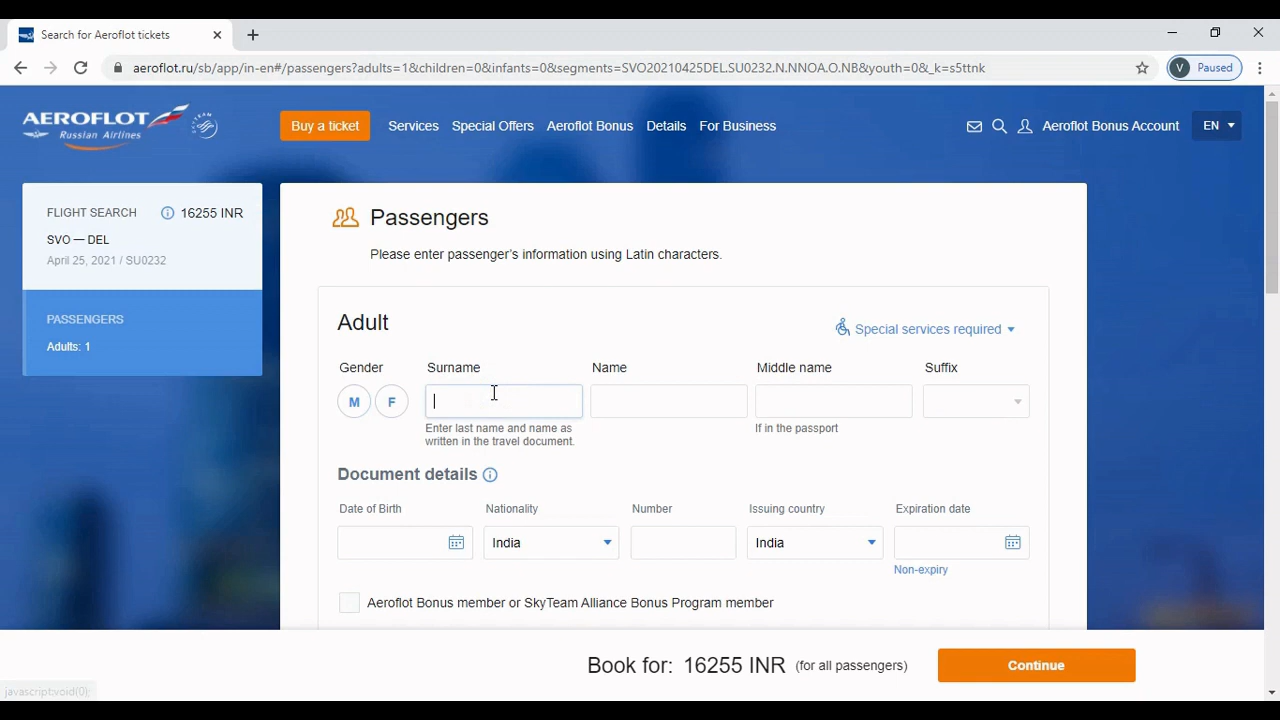 Search for Aeroflot tickets
aeroflot.ru/sb/app/in-en#/passengers?adults=1&children=0&infants=0&segments=SVO20210425DEL.SU0232.N.NNOA.O.NB&youth=0&_k=s5ttnk
V Paused
AEROFLOT
Russian Airlines
Buy a ticket Services Special Offers Aeroflot Bonus Details For Business Aeroflot Bonus Account EN
FLIGHT SEARCH 16255 INR
SVO — DEL
April 25, 2021 / SU0232
PASSENGERS
Adults: 1
Passengers
Please enter passenger's information using Latin characters.
Adult
Special services required
Gender Surname Name Middle name Suffix
M F
Enter last name and name as
written in the travel document.
If in the passport
Document details
Date of Birth Nationality Number Issuing country Expiration date
India India
Non-expiry
Aeroflot Bonus member or SkyTeam Alliance Bonus Program member
Book for: 16255 INR (for all passengers) Continue
javascript:void(0);